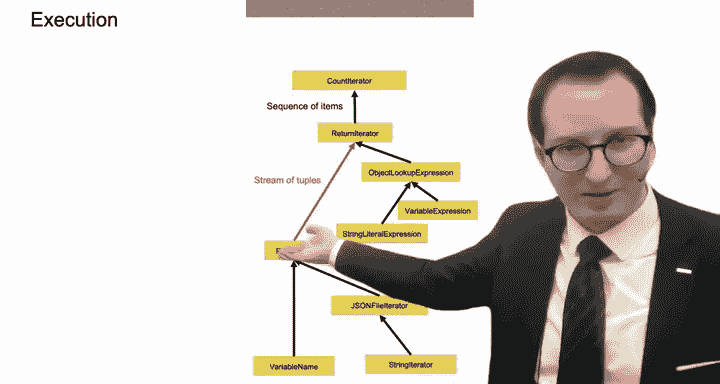 Execution
CountIterator
Sequence of items
ReturnIterator
ObjectLookupExpression
Stream of tuples
VariableExpression
StringLiteralExpression
JSONFileIterator
VariableName
StringIterator